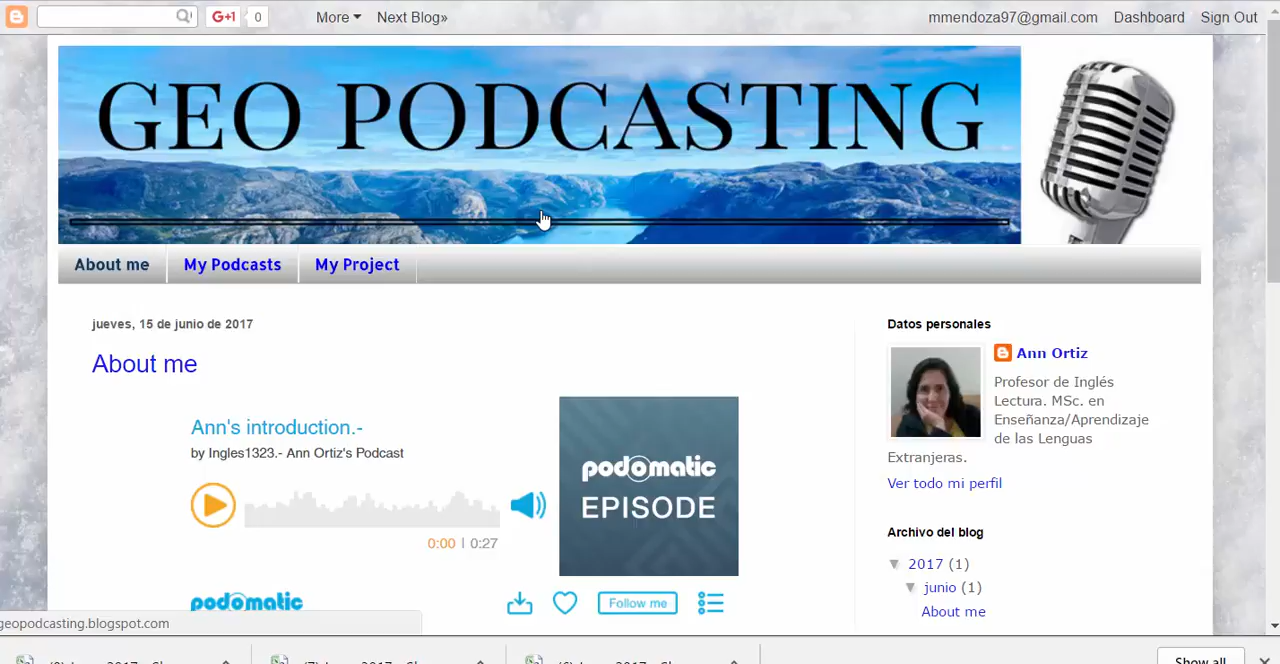 G+1 0 More Next Blog» mmendoza97@gmail.com Dashboard Sign Out
GEO PODCASTING
About me My Podcasts My Project
jueves, 15 de junio de 2017
About me
Ann's introduction.-
by Ingles1323.- Ann Ortiz's Podcast
0:00 | 0:27
podomatic
EPISODE
podomatic
Follow me
Datos personales
Ann Ortiz
Profesor de Inglés
Lectura. MSc. en
Enseñanza/Aprendizaje
de las Lenguas
Extranjeras.
Ver todo mi perfil
Archivo del blog
▼ 2017 (1)
▼ junio (1)
About me
geopodcasting.blogspot.com
Show all